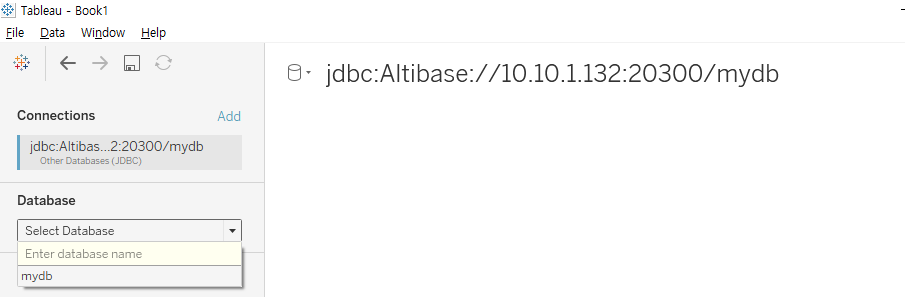 Tableau - Book1
File Data Window Help
jdbc:Altibase://10.10.1.132:20300/mydb
Connections Add
jdbc:Altibas...2:20300/mydb
Other Databases (JDBC)
Database
Select Database
Enter database name
mydb